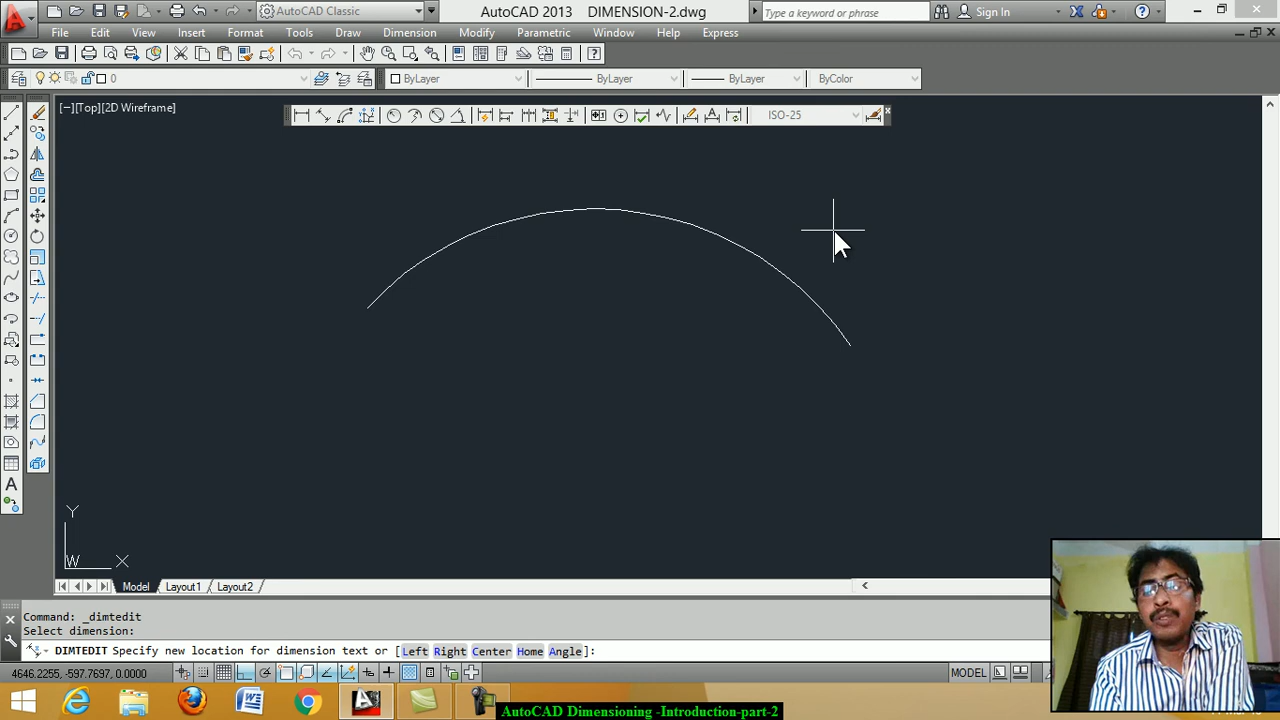 AutoCAD Classic
AutoCAD 2013 DIMENSION-2.dwg
Type a keyword or phrase
Sign In
File Edit View Insert Format Tools Draw Dimension Modify Parametric Window Help Express
0
ByLayer
ByLayer
ByLayer
ByColor
[−][Top][2D Wireframe]
ISO-25
A
Y
W X
Model Layout1 Layout2
Command: _dimtedit
Select dimension:
DIMTEDIT Specify new location for dimension text or [Left Right Center Home Angle]:
4646.2255, -597.7697, 0.0000
MODEL
AutoCAD Dimensioning -Introduction-part-2